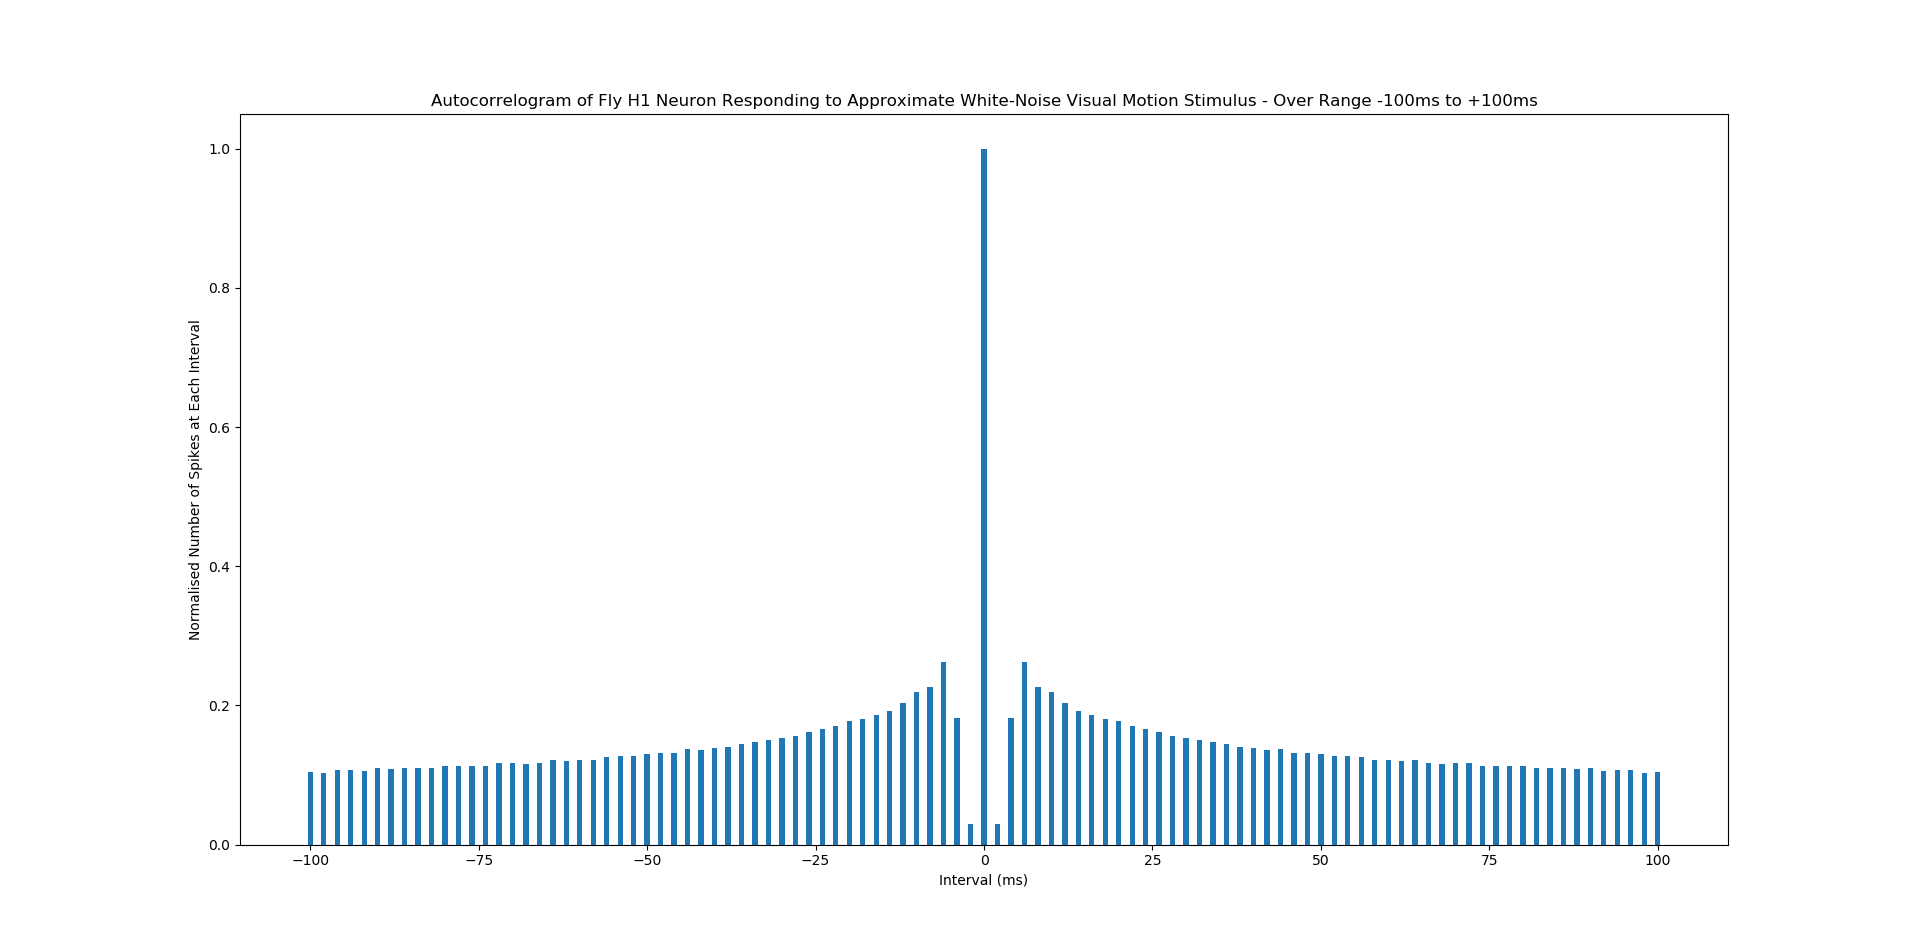 Autocorrelogram of Fly H1 Neuron Responding to Approximate White-Noise Visual Motion Stimulus - Over Range -100ms to +100ms
Normalised Number of Spikes at Each Interval
1.0
0.8
0.6
0.4
0.2
0.0
−100 −75 −50 −25 0 25 50 75 100
Interval (ms)